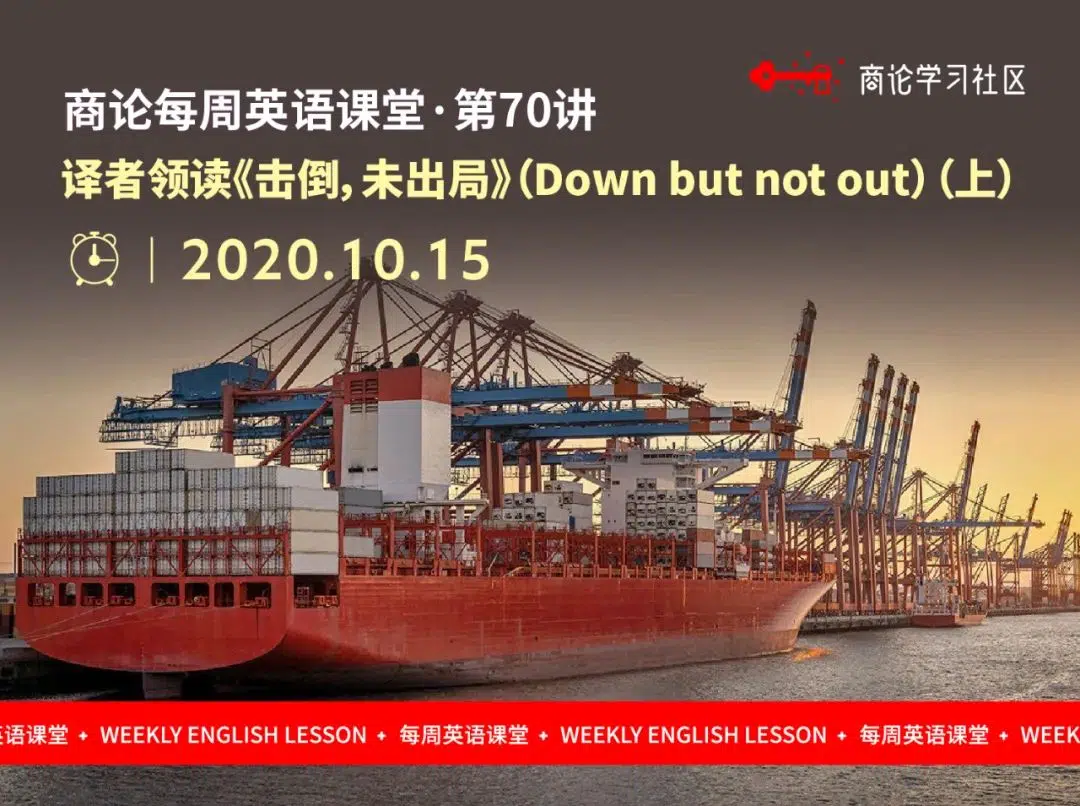 商论学习社区
商论每周英语课堂·第70讲
译者领读《击倒，未出局》（Down but not out）（上）
2020.10.15
英语课堂 + WEEKLY ENGLISH LESSON + 每周英语课堂 + WEEKLY ENGLISH LESSON + 每周英语课堂 + WEEK